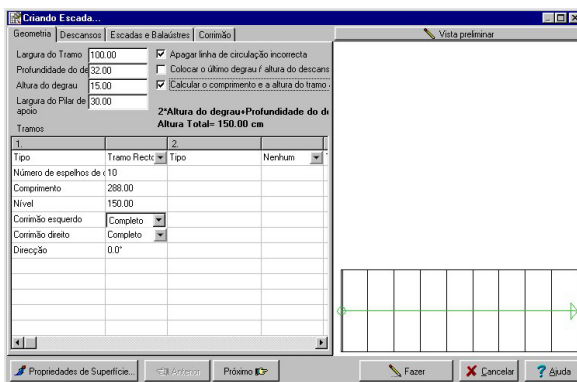 Criando Escada...
Geometria Descansos Escadas e Balaústres Corrimão
Vista preliminar
Largura do Tramo 100.00
Apagar linha de circulação incorrecta
Profundidade do de 32.00
Colocar o último degrau ŕ altura do descans
Altura do degrau 15.00
Calcular o comprimento e a altura do tramo
Largura do Pilar de apoio 30.00
2*Altura do degrau+Profundidade do de
Altura Total= 150.00 cm
Tramos
1. 2.
Tipo Tramo Recto Tipo Nenhum
Número de espelhos de 10
Comprimento 288.00
Nível 150.00
Corrimão esquerdo Completo
Corrimão direito Completo
Direcção 0.0°
Propriedades de Superfície... Anterior Próximo Fazer Cancelar Ajuda